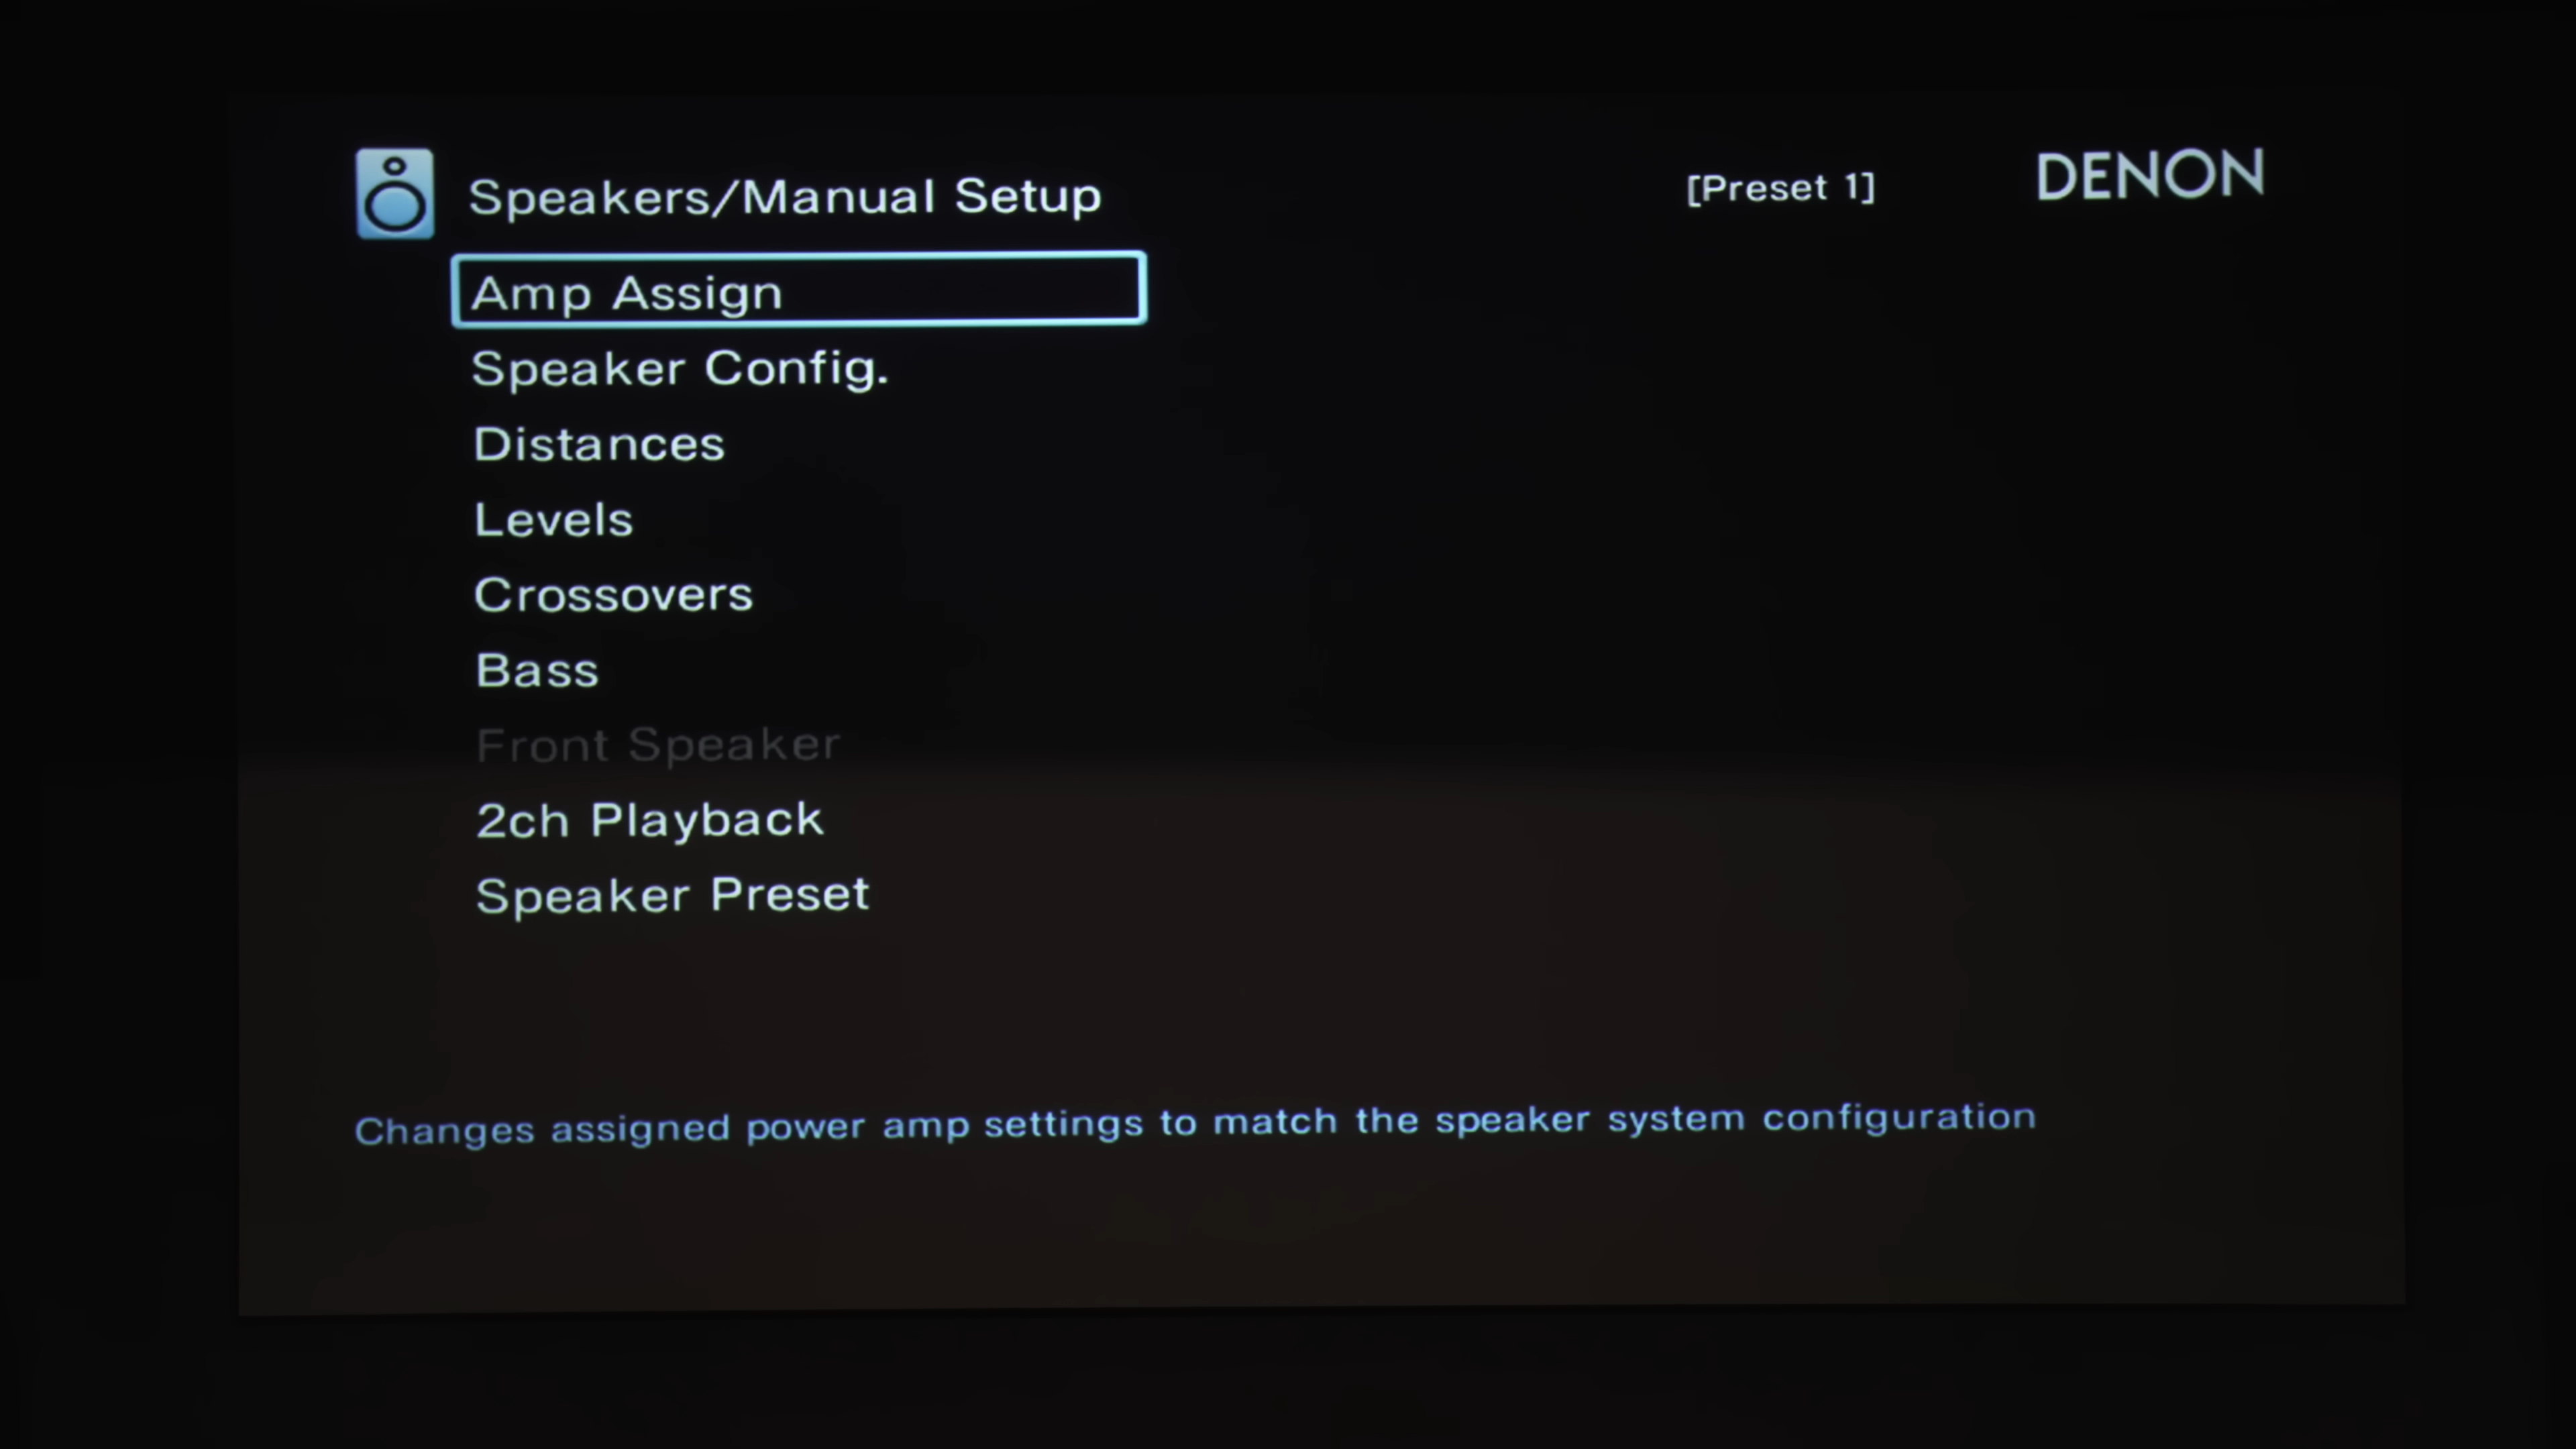 Speakers/Manual Setup
[Preset 1]
DENON
Amp Assign
Speaker Config.
Distances
Levels
Crossovers
Bass
Front Speaker
2ch Playback
Speaker Preset
Changes assigned power amp settings to match the speaker system configuration